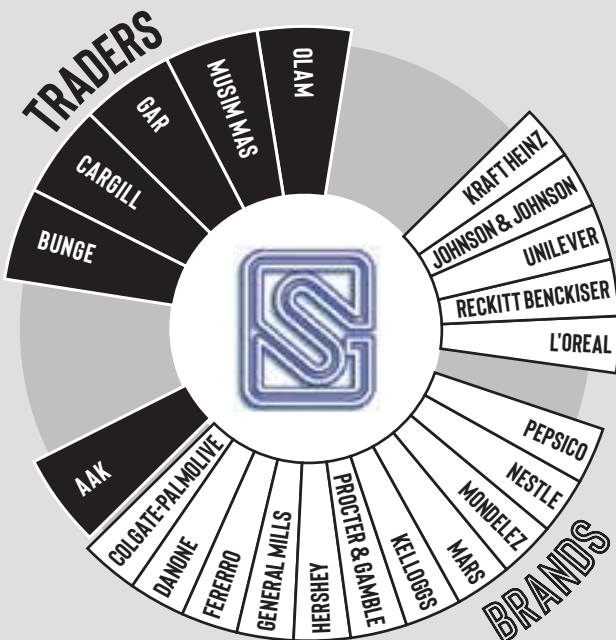 TRADERS
OLAM
MUSIM MAS
GAR
CARGILL
BUNGE
AAK
KRAFT HEINZ
JOHNSON & JOHNSON
UNILEVER
RECKITT BENCKISER
L'OREAL
PEPSICO
NESTLE
MONDELEZ
MARS
KELLOGGS
PROCTER & GAMBLE
HERSHEY
GENERAL MILLS
FERERRO
DANONE
COLGATE-PALMOLIVE
BRANDS